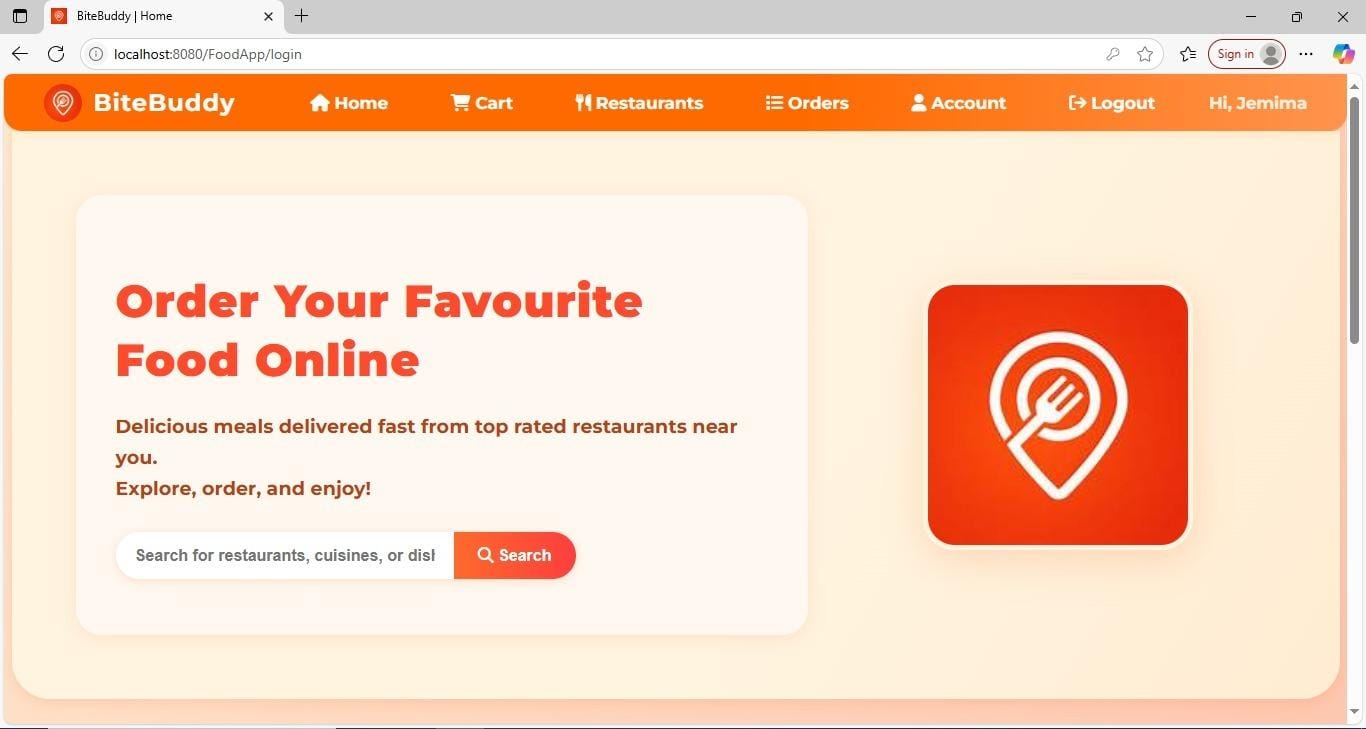 BiteBuddy | Home
localhost:8080/FoodApp/login
Sign in
BiteBuddy
Home
Cart
Restaurants
Orders
Account
Logout
Hi, Jemima
Order Your Favourite
Food Online
Delicious meals delivered fast from top rated restaurants near
you.
Explore, order, and enjoy!
Search for restaurants, cuisines, or dish
Search